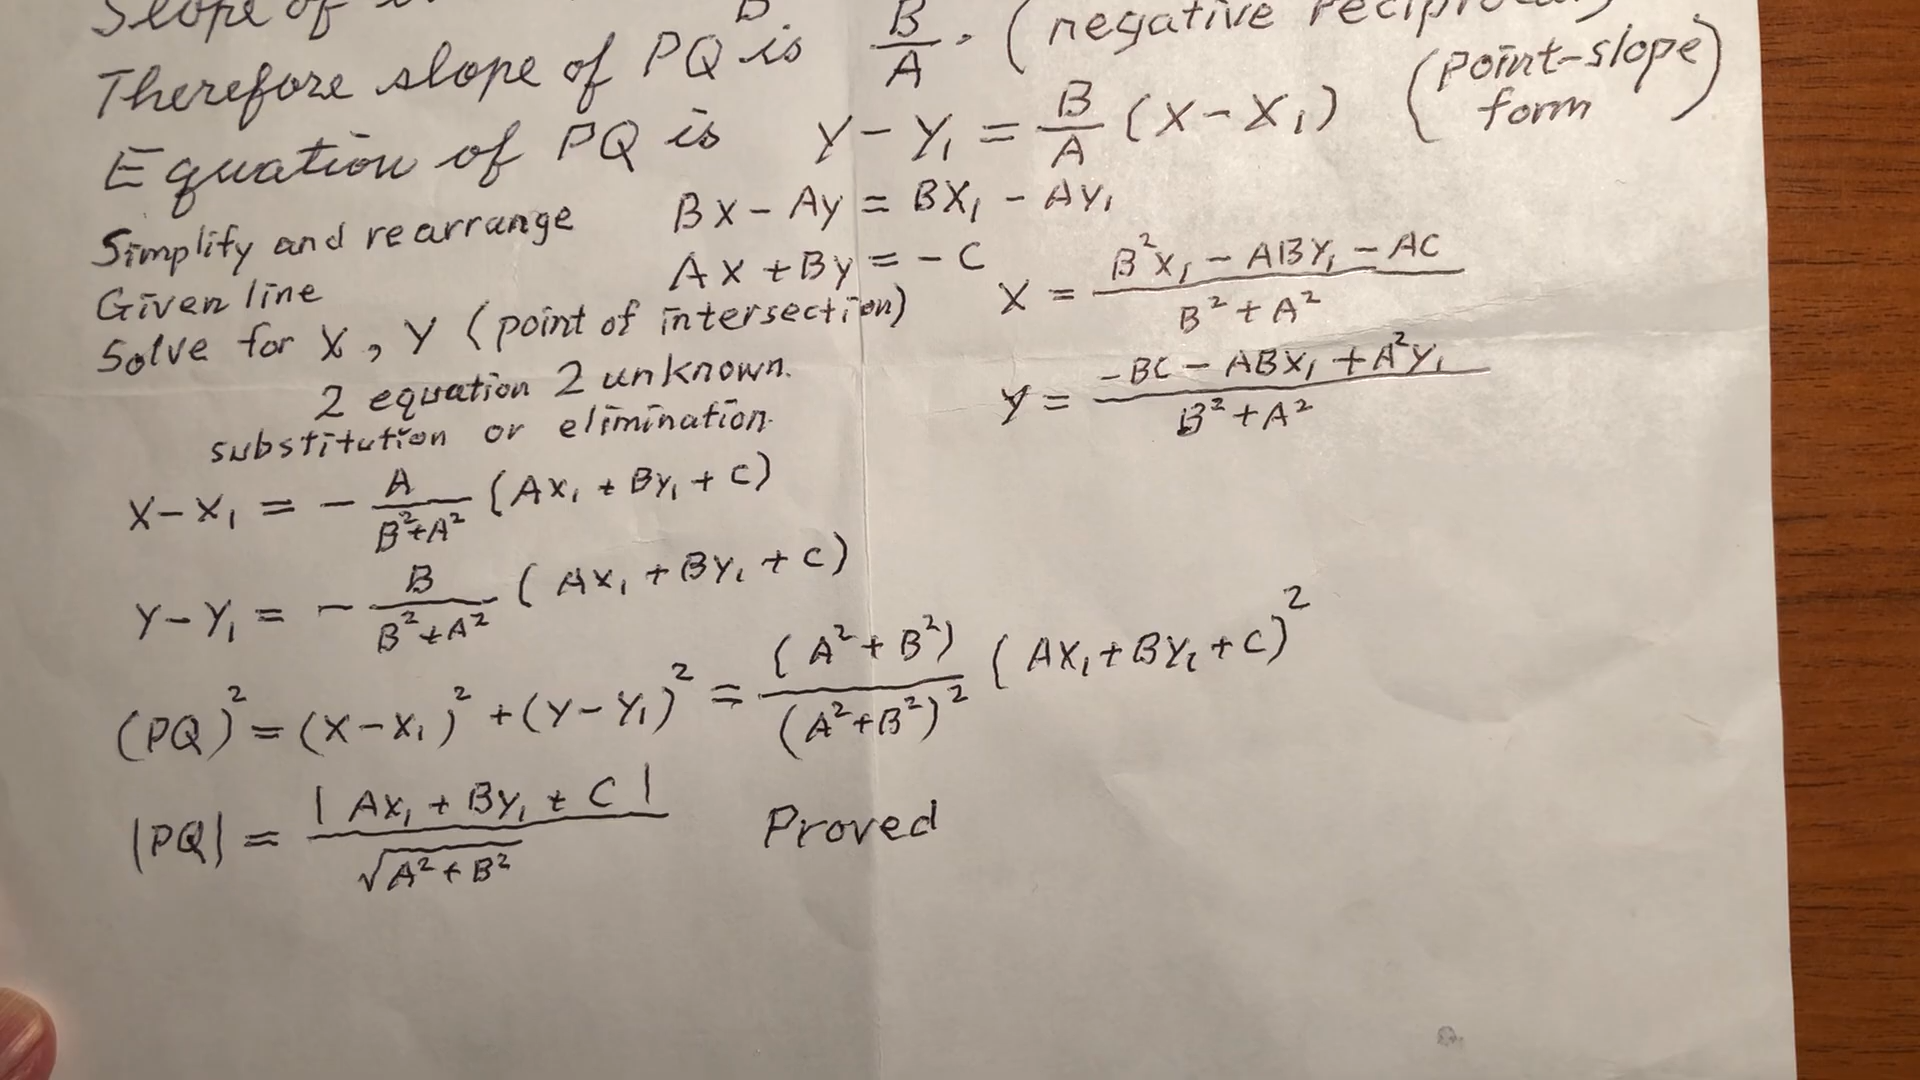 Slope of
Therefore slope of PQ is B/A. (negative reciprocal)
Equation of PQ is Y - Y₁ = B/A (X - X₁) (point-slope form)
Simplify and rearrange Bx - Ay = BX₁ - AY₁
Given line Ax + By = - C
Solve for X, Y (point of intersection)
X = (B²X₁ - ABY₁ - AC) / (B² + A²)
2 equation 2 unknown.
substitution or elimination.
Y = (-BC - ABX₁ + A²Y₁) / (B² + A²)
X - X₁ = - A/(B²+A²) (AX₁ + BY₁ + C)
Y - Y₁ = - B/(B²+A²) (AX₁ + BY₁ + C)
(PQ)² = (X - X₁)² + (Y - Y₁)² = (A² + B²)/(A²+B²)² (AX₁ + BY₁ + C)²
|PQ| = |AX₁ + BY₁ + C| / √(A² + B²) Proved